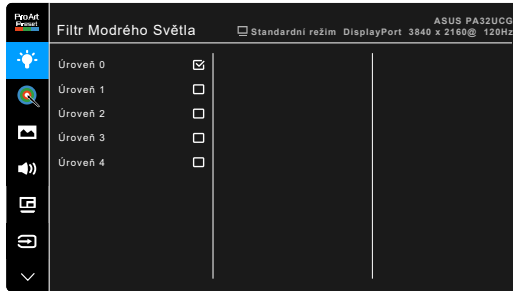 ProArt
Preset
Filtr Modrého Světla
ASUS PA32UCG
Standardní režim DisplayPort 3840 x 2160@ 120Hz
Úroveň 0
Úroveň 1
Úroveň 2
Úroveň 3
Úroveň 4